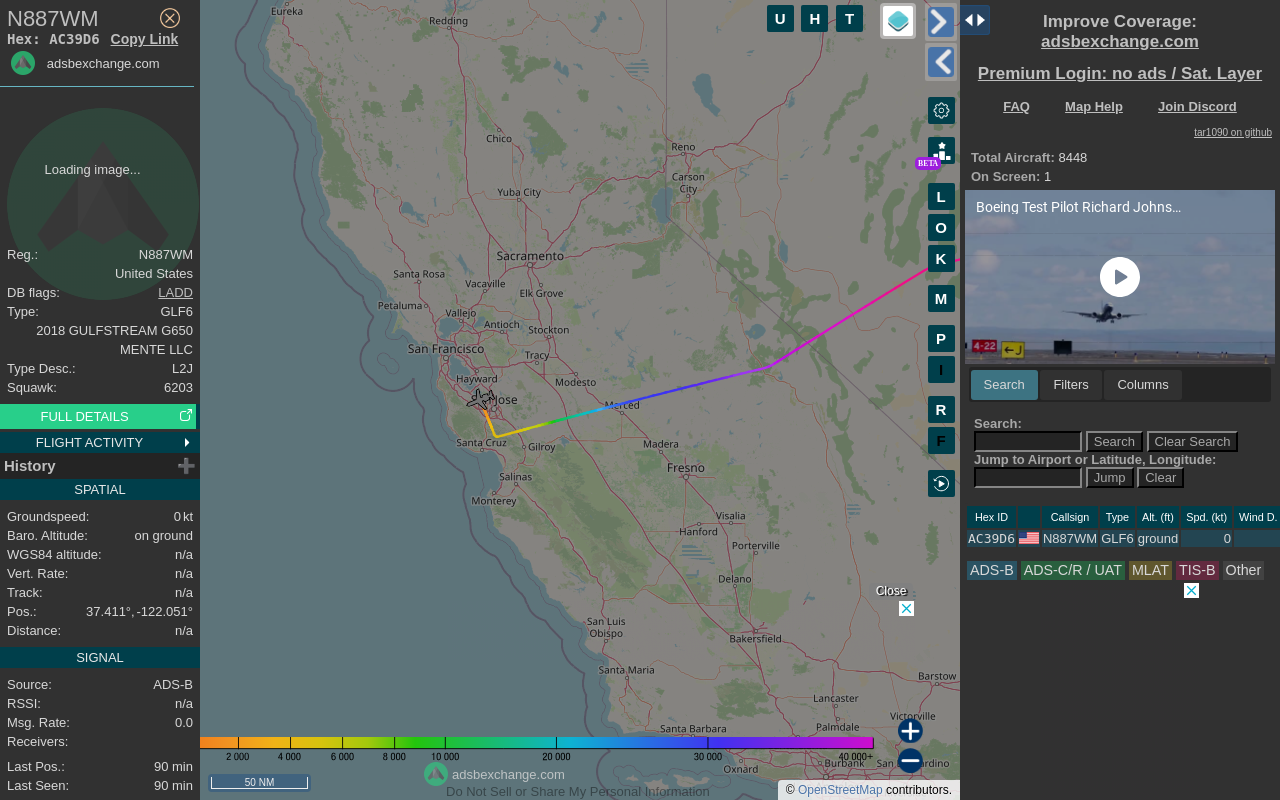 N887WM
Hex: AC39D6 Copy Link
adsbexchange.com
Loading image...
Reg.: N887WM
United States
DB flags: LADD
Type: GLF6
2018 GULFSTREAM G650
MENTE LLC
Type Desc.: L2J
Squawk: 6203
FULL DETAILS
FLIGHT ACTIVITY
History
SPATIAL
Groundspeed: 0 kt
Baro. Altitude: on ground
WGS84 altitude: n/a
Vert. Rate: n/a
Track: n/a
Pos.: 37.411°, -122.051°
Distance: n/a
SIGNAL
Source: ADS-B
RSSI: n/a
Msg. Rate: 0.0
Receivers:
Last Pos.: 90 min
Last Seen: 90 min
U H T
Eureka
Redding
Chico
Reno
Carson
City
Yuba City
Sacramento
Santa Rosa
Vacaville
Elk Grove
Petaluma
Vallejo
Antioch
Stockton
San Francisco
Tracy
Hayward
Modesto
Jose
Merced
Santa Cruz
Gilroy
Madera
Fresno
Salinas
Monterey
Visalia
Hanford
Porterville
Delano
San Luis
Obispo
Bakersfield
Santa Maria
Barstow
Lancaster
Victorville
Palmdale
Santa Barbara
Oxnard
Burbank
BETA
L
O
K
M
P
I
R
F
Close
2 000 4 000 6 000 8 000 10 000 20 000 30 000 40 000+
50 NM
adsbexchange.com
Do Not Sell or Share My Personal Information
© OpenStreetMap contributors.
Improve Coverage:
adsbexchange.com
Premium Login: no ads / Sat. Layer
FAQ Map Help Join Discord
tar1090 on github
Total Aircraft: 8448
On Screen: 1
Boeing Test Pilot Richard Johns...
4-22
J
Search Filters Columns
Search:
Search Clear Search
Jump to Airport or Latitude, Longitude:
Jump Clear
Hex ID Callsign Type Alt. (ft) Spd. (kt) Wind D.
AC39D6 N887WM GLF6 ground 0
ADS-B ADS-C/R / UAT MLAT TIS-B Other